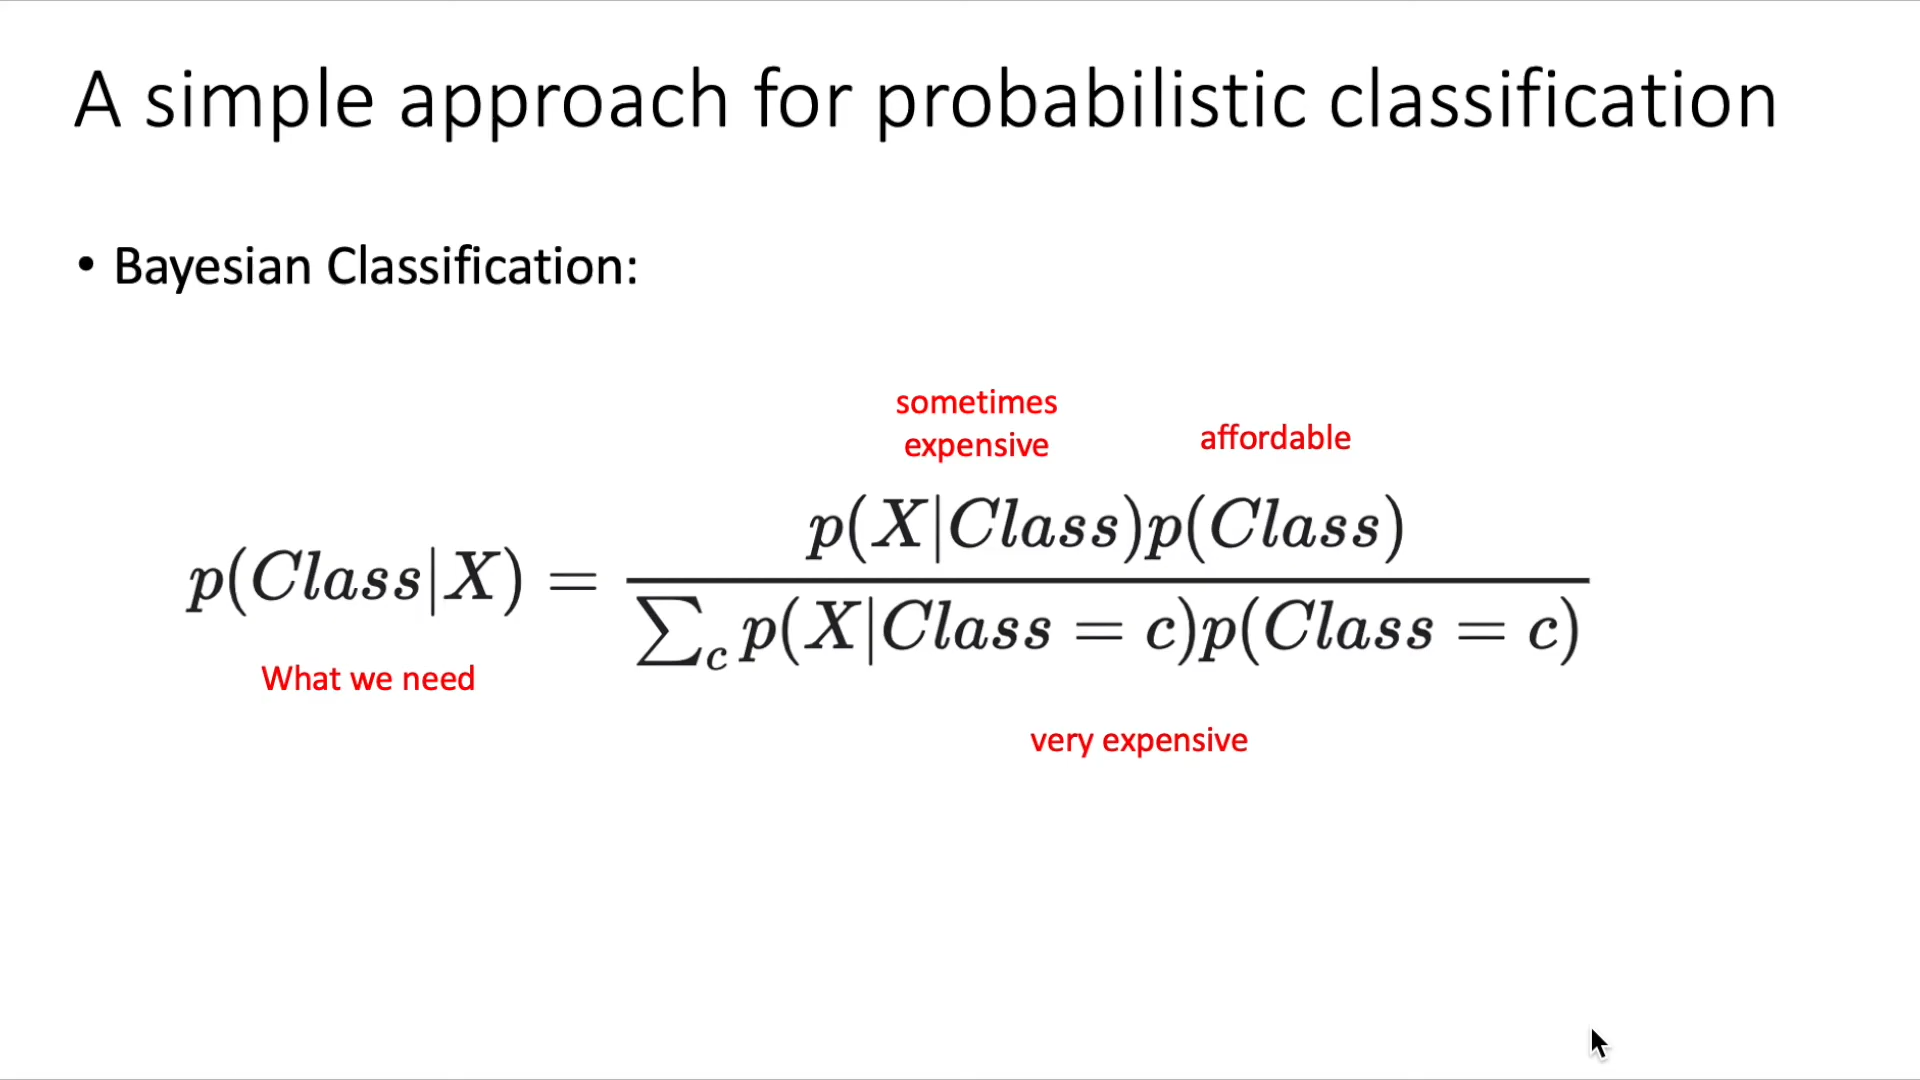 A simple approach for probabilistic classification
• Bayesian Classification:
sometimes
expensive
affordable
p(Class|X) = p(X|Class)p(Class) / ∑_c p(X|Class = c)p(Class = c)
What we need
very expensive